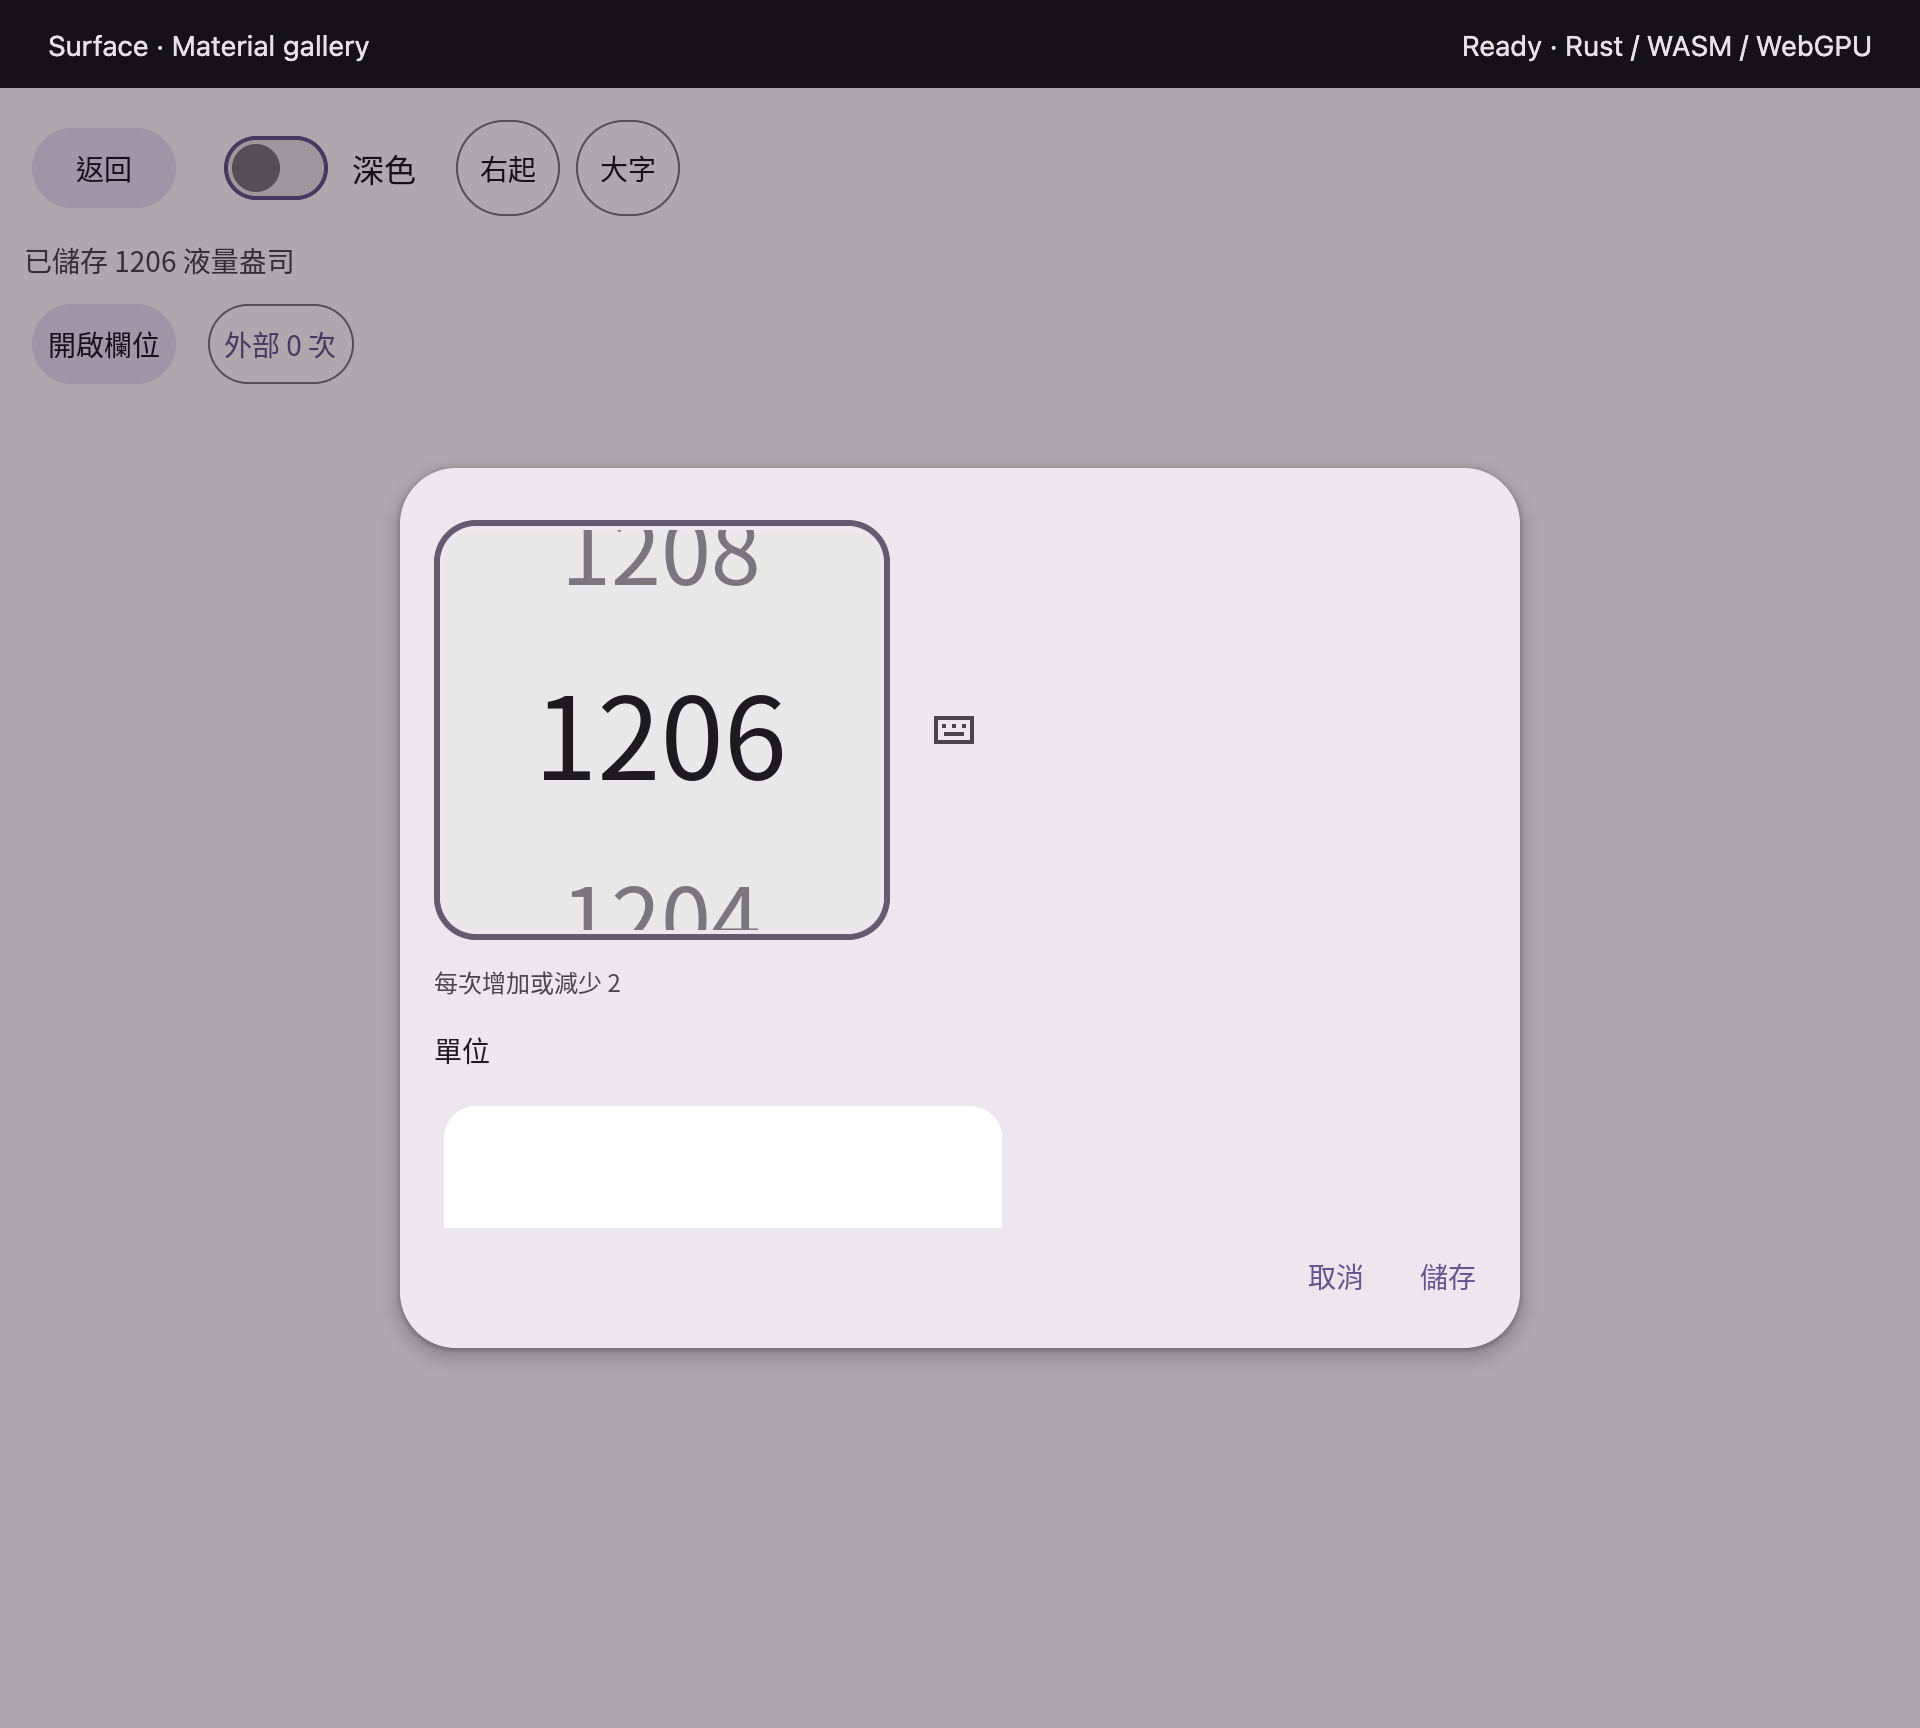 Surface · Material gallery
Ready · Rust / WASM / WebGPU
返回
深色
右起
大字
已儲存 1206 液量盎司
開啟欄位
外部 0 次
1208
1206
1204
每次增加或減少 2
單位
取消
儲存